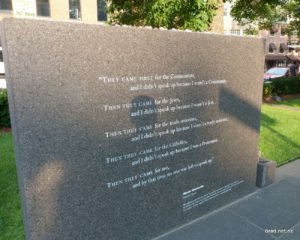 "THEY CAME FIRST for the Communists,
and I didn't speak up because I wasn't a Communist.
THEN THEY CAME for the Jews,
and I didn't speak up because I wasn't a Jew.
THEN THEY CAME for the trade unionists,
and I didn't speak up because I wasn't a trade unionist.
THEN THEY CAME for the Catholics,
and I didn't speak up because I was a Protestant.
THEN THEY CAME for me,
and by that time no one was left to speak up."
brad.net.nz